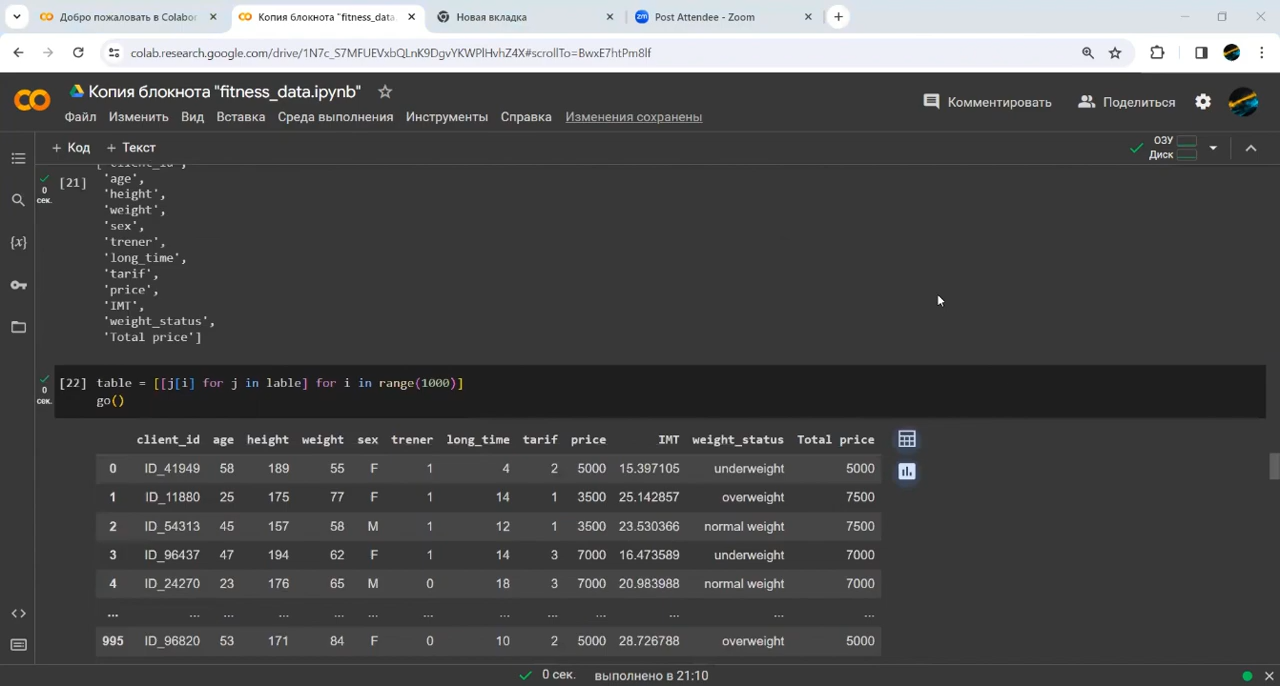 Добро пожаловать в Colabor
Копия блокнота "fitness_data.
Новая вкладка
Post Attendee - Zoom
colab.research.google.com/drive/1N7c_S7MFUEVxbQLnK9DgvYKWPlHvhZ4X#scrollTo=BwxE7htPm8lf
Копия блокнота "fitness_data.ipynb"
Комментировать
Поделиться
Файл Изменить Вид Вставка Среда выполнения Инструменты Справка Изменения сохранены
+ Код + Текст
ОЗУ
Диск
['client_id',
[21] 'age',
0 сек.
'height',
'weight',
'sex',
'trener',
'long_time',
'tarif',
'price',
'IMT',
'weight_status',
'Total price']
[22] table = [[j[i] for j in lable] for i in range(1000)]
0 сек.
go()
client_id age height weight sex trener long_time tarif price IMT weight_status Total price
0 ID_41949 58 189 55 F 1 4 2 5000 15.397105 underweight 5000
1 ID_11880 25 175 77 F 1 14 1 3500 25.142857 overweight 7500
2 ID_54313 45 157 58 M 1 12 1 3500 23.530366 normal weight 7500
3 ID_96437 47 194 62 F 1 14 3 7000 16.473589 underweight 7000
4 ID_24270 23 176 65 M 0 18 3 7000 20.983988 normal weight 7000
... ... ... ... ... ... ... ... ... ... ... ... ...
995 ID_96820 53 171 84 F 0 10 2 5000 28.726788 overweight 5000
0 сек. выполнено в 21:10